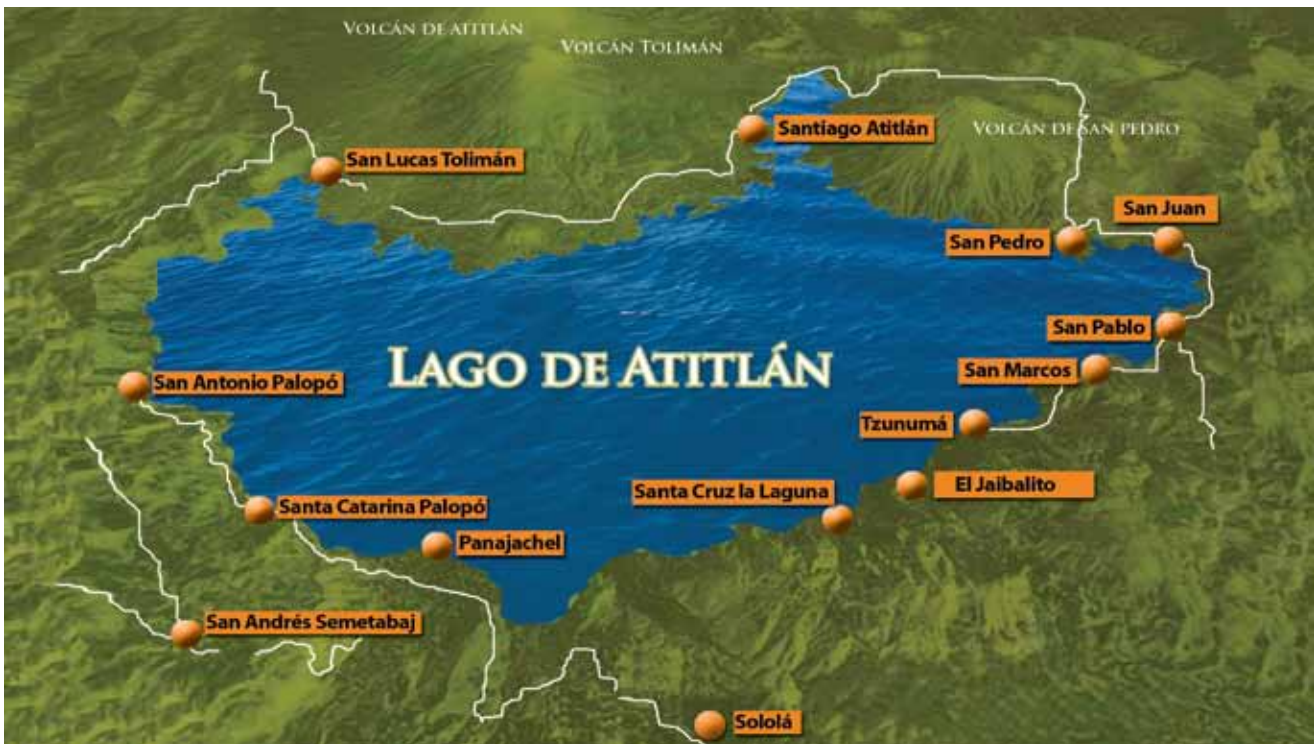 Volcán de Atitlán
Volcán Tolimán
Santiago Atitlán
Volcán de San Pedro
San Lucas Tolimán
San Juan
San Pedro
San Pablo
Lago de Atitlán
San Marcos
San Antonio Palopó
Tzunumá
El Jaibalito
Santa Cruz la Laguna
Santa Catarina Palopó
Panajachel
San Andrés Semetabaj
Sololá